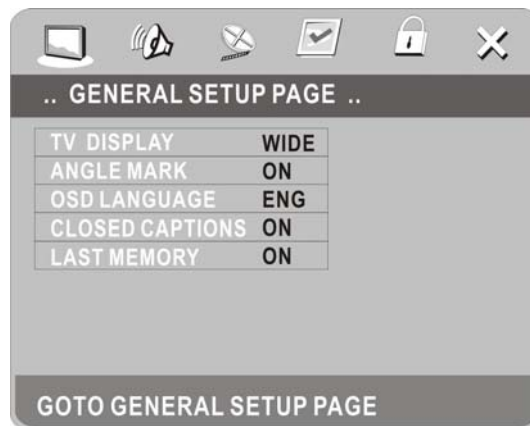 .. GENERAL SETUP PAGE ..
TV DISPLAY WIDE
ANGLE MARK ON
OSD LANGUAGE ENG
CLOSED CAPTIONS ON
LAST MEMORY ON
GOTO GENERAL SETUP PAGE